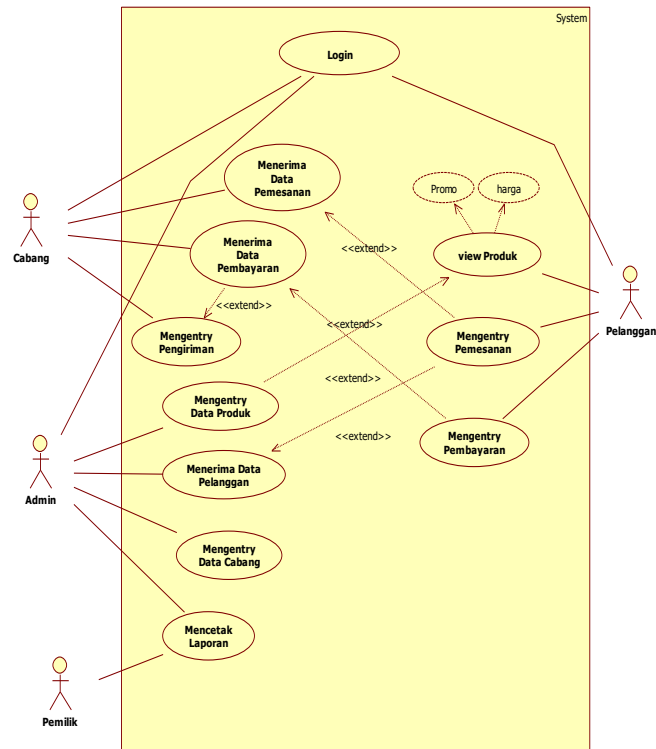 System
Login
Menerima
Data
Pemesanan
Promo
harga
Menerima
Data
Pembayaran
<<extend>>
view Produk
Cabang
<<extend>>
Pelanggan
Mengentry
Pengiriman
<<extend>>
Mengentry
Pemesanan
<<extend>>
Mengentry
Data Produk
<<extend>>
Mengentry
Pembayaran
Admin
Menerima Data
Pelanggan
Mengentry
Data Cabang
Mencetak
Laporan
Pemilik